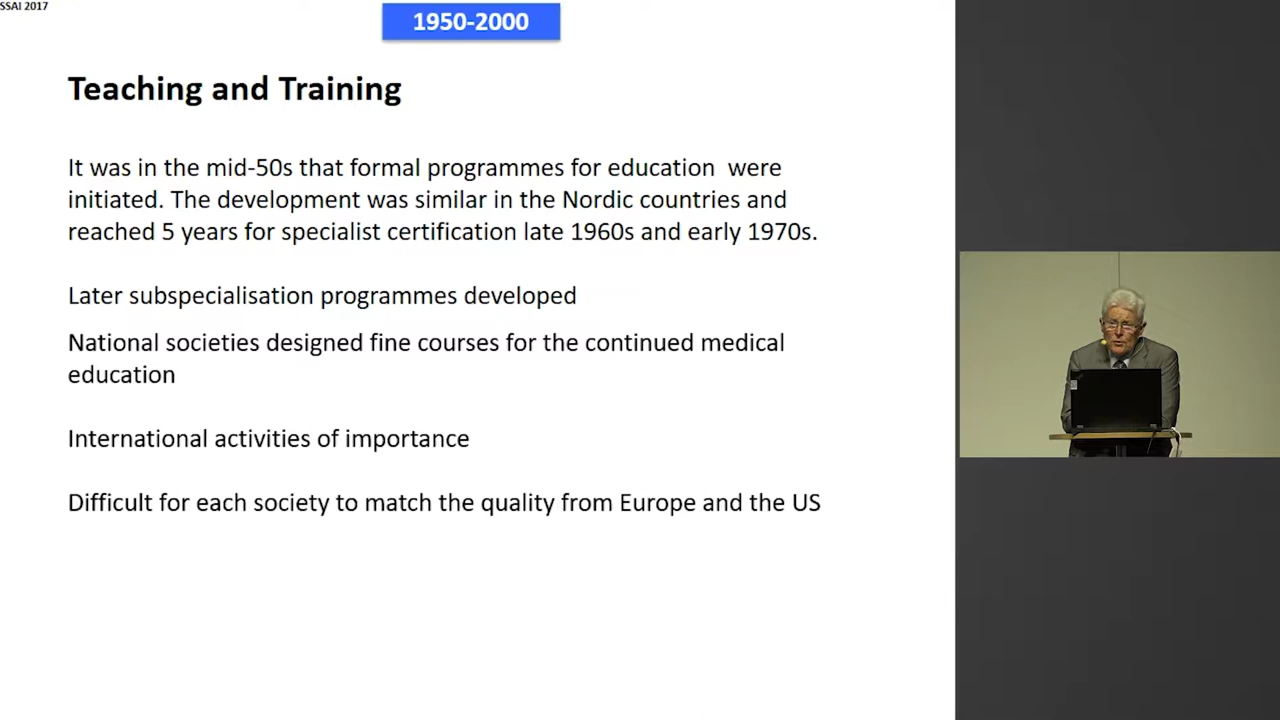 SSAI 2017
1950-2000
Teaching and Training
It was in the mid-50s that formal programmes for education were
initiated. The development was similar in the Nordic countries and
reached 5 years for specialist certification late 1960s and early 1970s.
Later subspecialisation programmes developed
National societies designed fine courses for the continued medical
education
International activities of importance
Difficult for each society to match the quality from Europe and the US